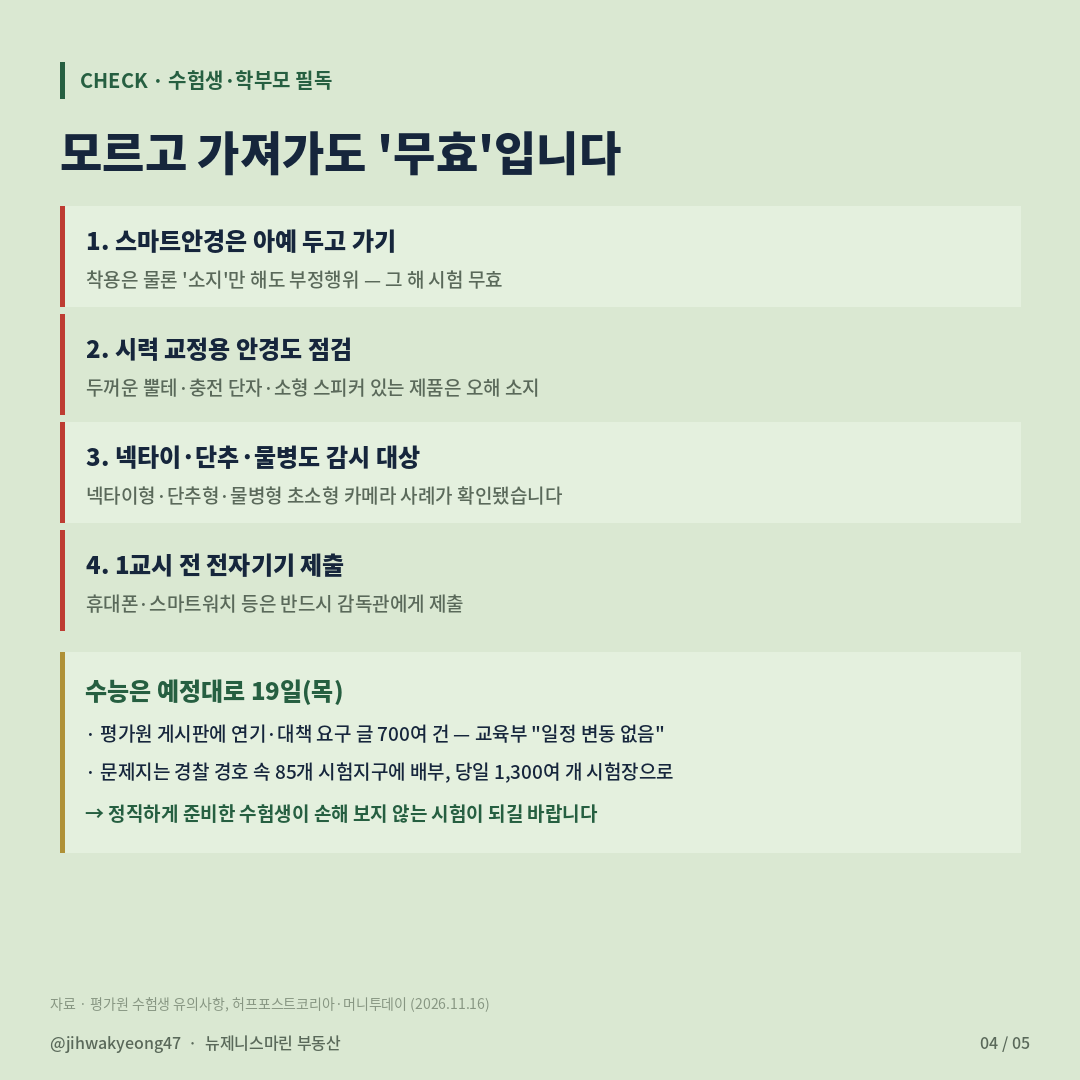 CHECK · 수험생·학부모 필독
모르고 가져가도 '무효'입니다
1. 스마트안경은 아예 두고 가기
착용은 물론 '소지'만 해도 부정행위 — 그 해 시험 무효
2. 시력 교정용 안경도 점검
두꺼운 뿔테·충전 단자·소형 스피커 있는 제품은 오해 소지
3. 넥타이·단추·물병도 감시 대상
넥타이형·단추형·물병형 초소형 카메라 사례가 확인됐습니다
4. 1교시 전 전자기기 제출
휴대폰·스마트워치 등은 반드시 감독관에게 제출
수능은 예정대로 19일(목)
· 평가원 게시판에 연기·대책 요구 글 700여 건 — 교육부 "일정 변동 없음"
· 문제지는 경찰 경호 속 85개 시험지구에 배부, 당일 1,300여 개 시험장으로
→ 정직하게 준비한 수험생이 손해 보지 않는 시험이 되길 바랍니다
자료 · 평가원 수험생 유의사항, 허프포스트코리아·머니투데이 (2026.11.16)
@jihwakyeong47 · 뉴제니스마린 부동산
04 / 05